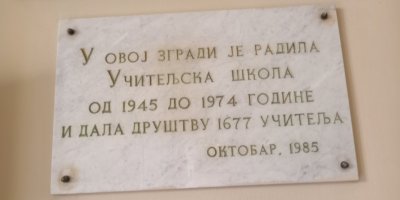 У ОВОЈ ЗГРАДИ ЈЕ РАДИЛА
УЧИТЕЉСКА ШКОЛА
ОД 1945 ДО 1974 ГОДИНЕ
И ДАЛА ДРУШТВУ 1677 УЧИТЕЉА
ОКТОБАР, 1985